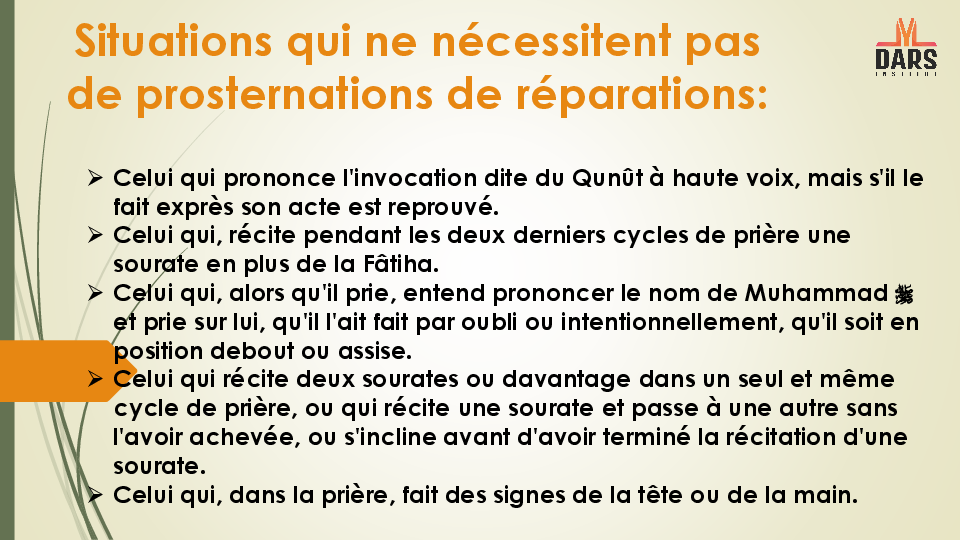 Situations qui ne nécessitent pas
de prosternations de réparations:
DARS
INSTITUT
Celui qui prononce l'invocation dite du Qunût à haute voix, mais s'il le
fait exprès son acte est reprouvé.
Celui qui, récite pendant les deux derniers cycles de prière une
sourate en plus de la Fâtiha.
Celui qui, alors qu'il prie, entend prononcer le nom de Muhammad ﷺ
et prie sur lui, qu'il l'ait fait par oubli ou intentionnellement, qu'il soit en
position debout ou assise.
Celui qui récite deux sourates ou davantage dans un seul et même
cycle de prière, ou qui récite une sourate et passe à une autre sans
l'avoir achevée, ou s'incline avant d'avoir terminé la récitation d'une
sourate.
Celui qui, dans la prière, fait des signes de la tête ou de la main.